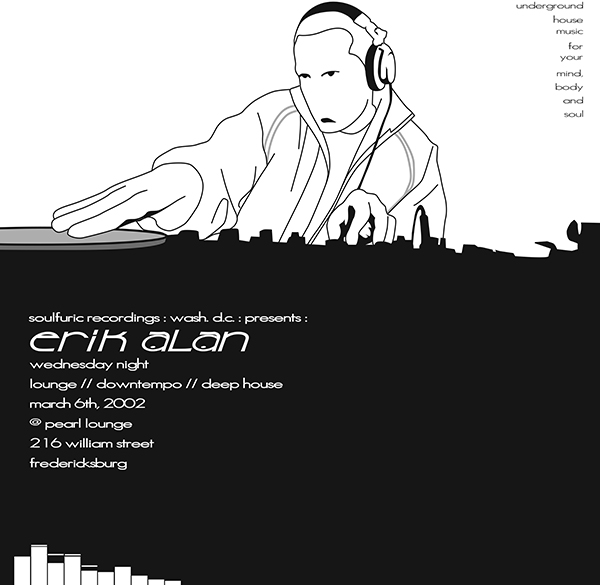 underground
house
music
for
your
mind,
body
and
soul
soulfuric recordings : wash. d.c. : presents :
erik alan
wednesday night
lounge // downtempo // deep house
march 6th, 2002
@ pearl lounge
216 william street
fredericksburg